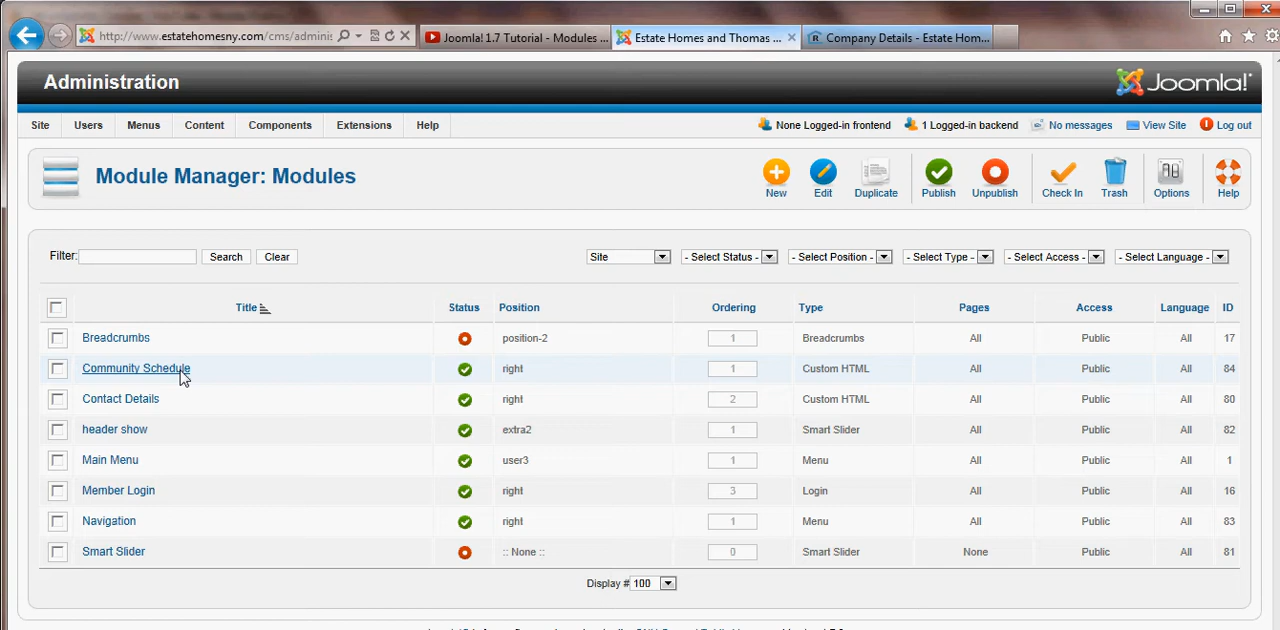 http://www.estatehomesny.com/cms/adminis
Joomla! 1.7 Tutorial - Modules ...
Estate Homes and Thomas ...
Company Details - Estate Hom...
Administration
Joomla!
Site Users Menus Content Components Extensions Help
None Logged-in frontend 1 Logged-in backend No messages View Site Log out
Module Manager: Modules
New Edit Duplicate Publish Unpublish Check In Trash Options Help
Filter: Search Clear Site - Select Status - - Select Position - - Select Type - - Select Access - - Select Language -
Title Status Position Ordering Type Pages Access Language ID
Breadcrumbs position-2 1 Breadcrumbs All Public All 17
Community Schedule right 1 Custom HTML All Public All 84
Contact Details right 2 Custom HTML All Public All 80
header show extra2 1 Smart Slider All Public All 82
Main Menu user3 1 Menu All Public All 1
Member Login right 3 Login All Public All 16
Navigation right 1 Menu All Public All 83
Smart Slider :: None :: 0 Smart Slider None Public All 81
Display # 100